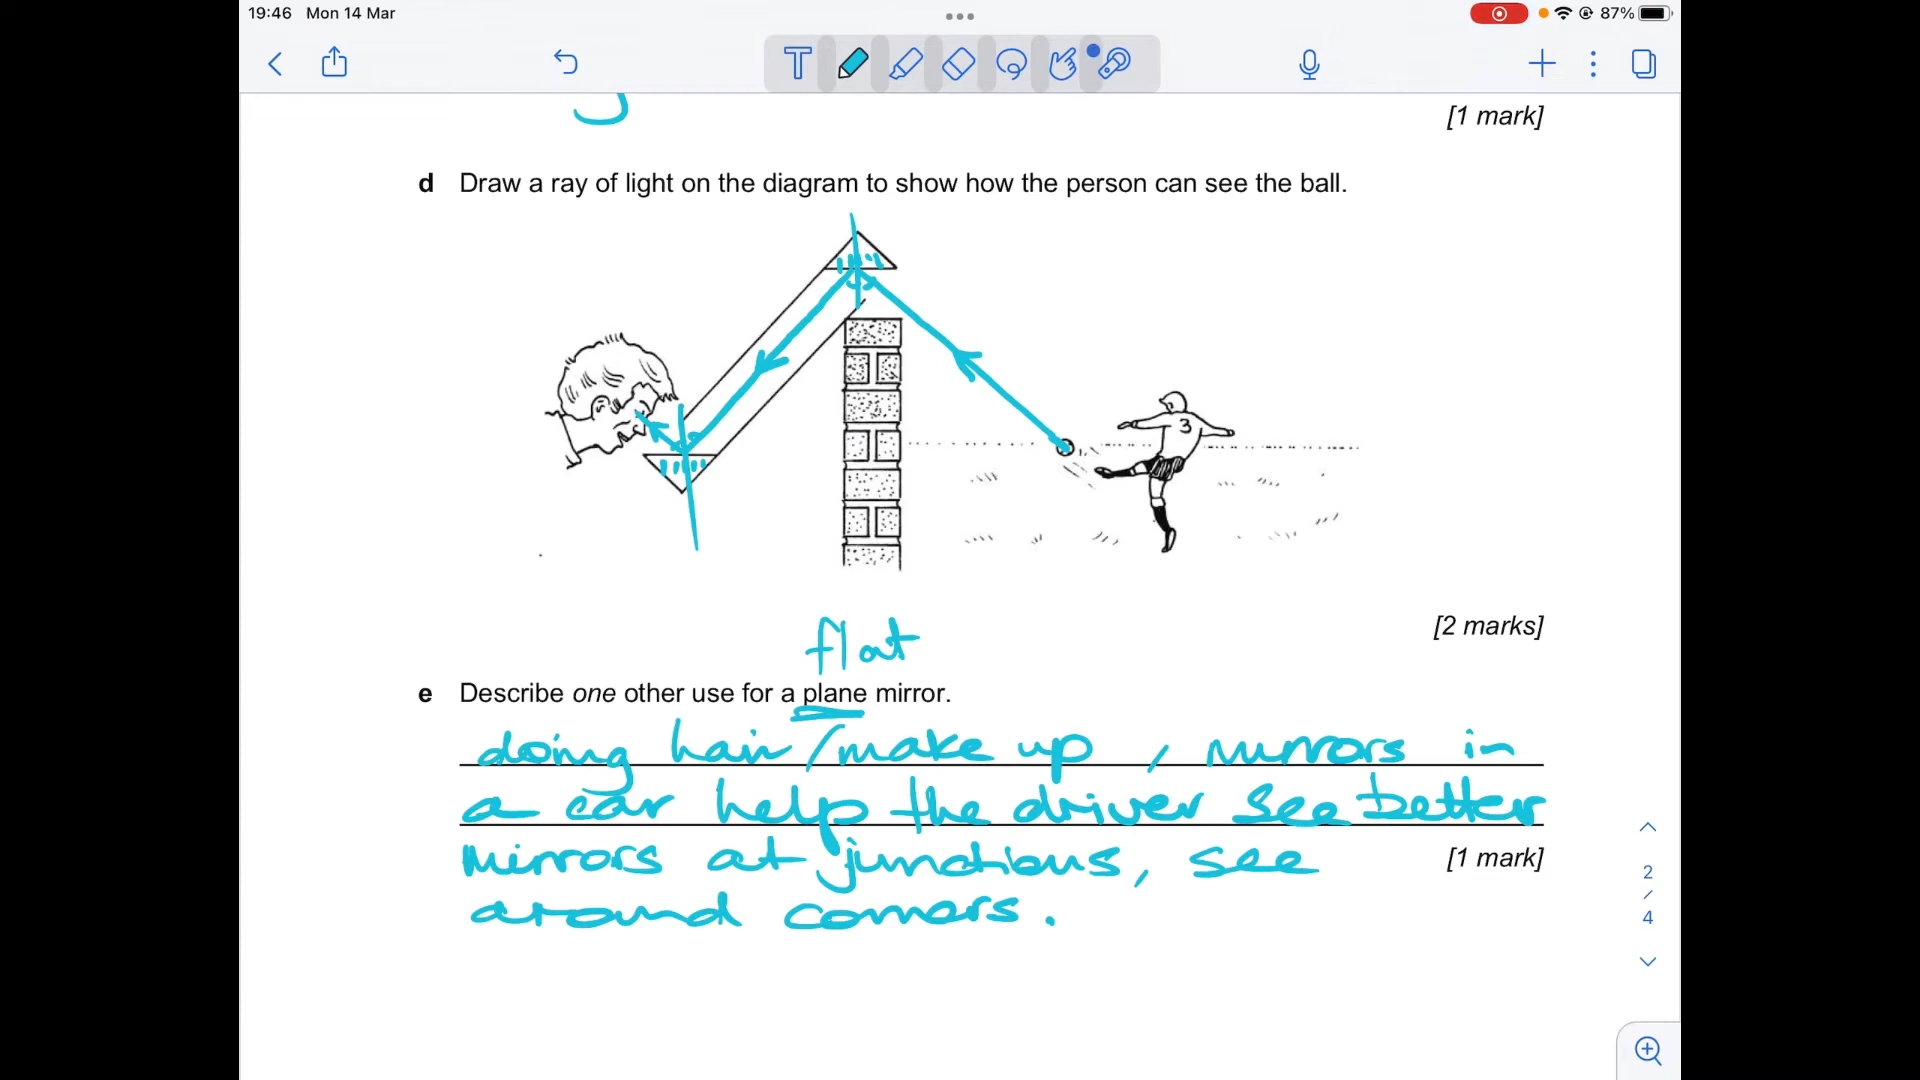 19:46 Mon 14 Mar
87%
T
[1 mark]
d Draw a ray of light on the diagram to show how the person can see the ball.
3
[2 marks]
flat
e Describe one other use for a plane mirror.
doing hair/make up, mirrors in
a car help the driver see better
mirrors at junctions, see
[1 mark]
around corners.
2
/
4